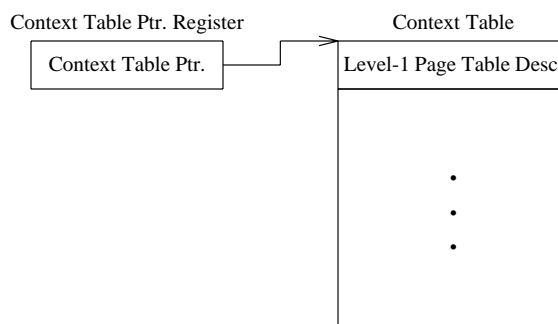 Context Table Ptr. Register
Context Table
Context Table Ptr.
Level-1 Page Table Desc